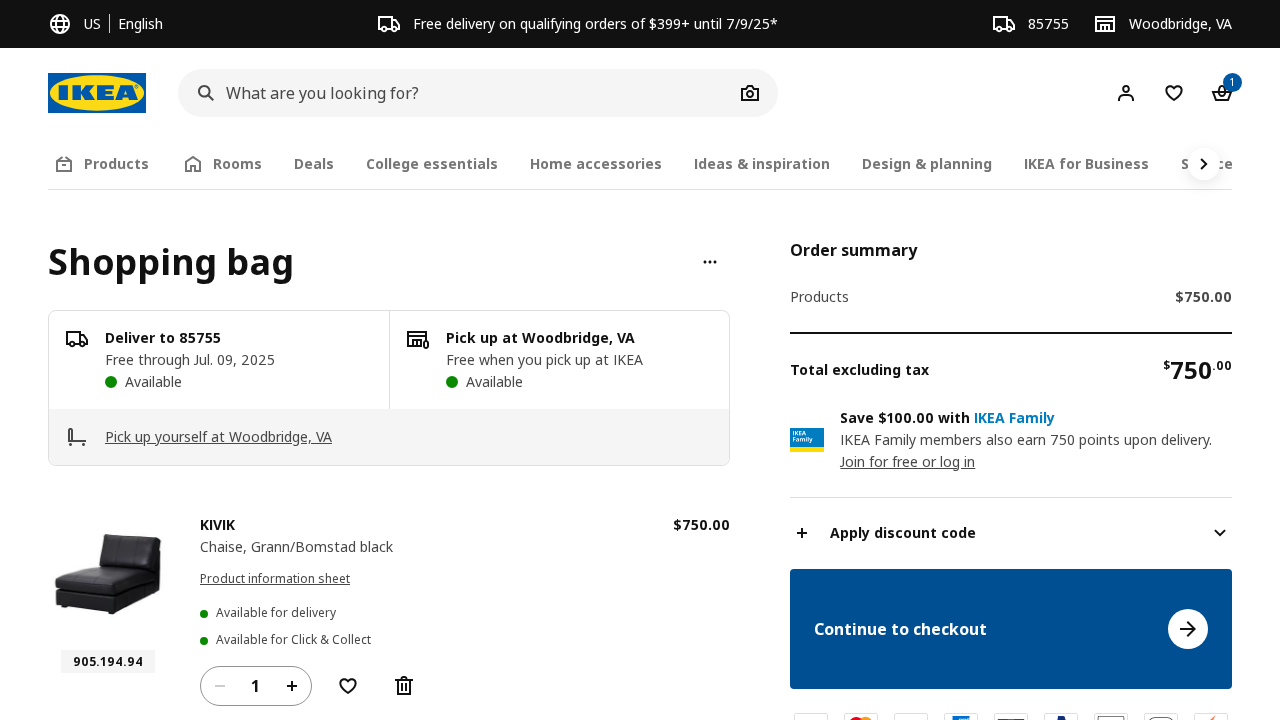 US | English
Free delivery on qualifying orders of $399+ until 7/9/25*
85755
Woodbridge, VA
IKEA
What are you looking for?
1
Products
Rooms
Deals
College essentials
Home accessories
Ideas & inspiration
Design & planning
IKEA for Business
Shopping bag
Deliver to 85755
Free through Jul. 09, 2025
Available
Pick up at Woodbridge, VA
Free when you pick up at IKEA
Available
Pick up yourself at Woodbridge, VA
KIVIK
$750.00
Chaise, Grann/Bomstad black
Product information sheet
Available for delivery
Available for Click & Collect
905.194.94
1
Order summary
Products
$750.00
Total excluding tax
$750.00
Save $100.00 with IKEA Family
IKEA Family
IKEA Family members also earn 750 points upon delivery.
Join for free or log in
Apply discount code
Continue to checkout